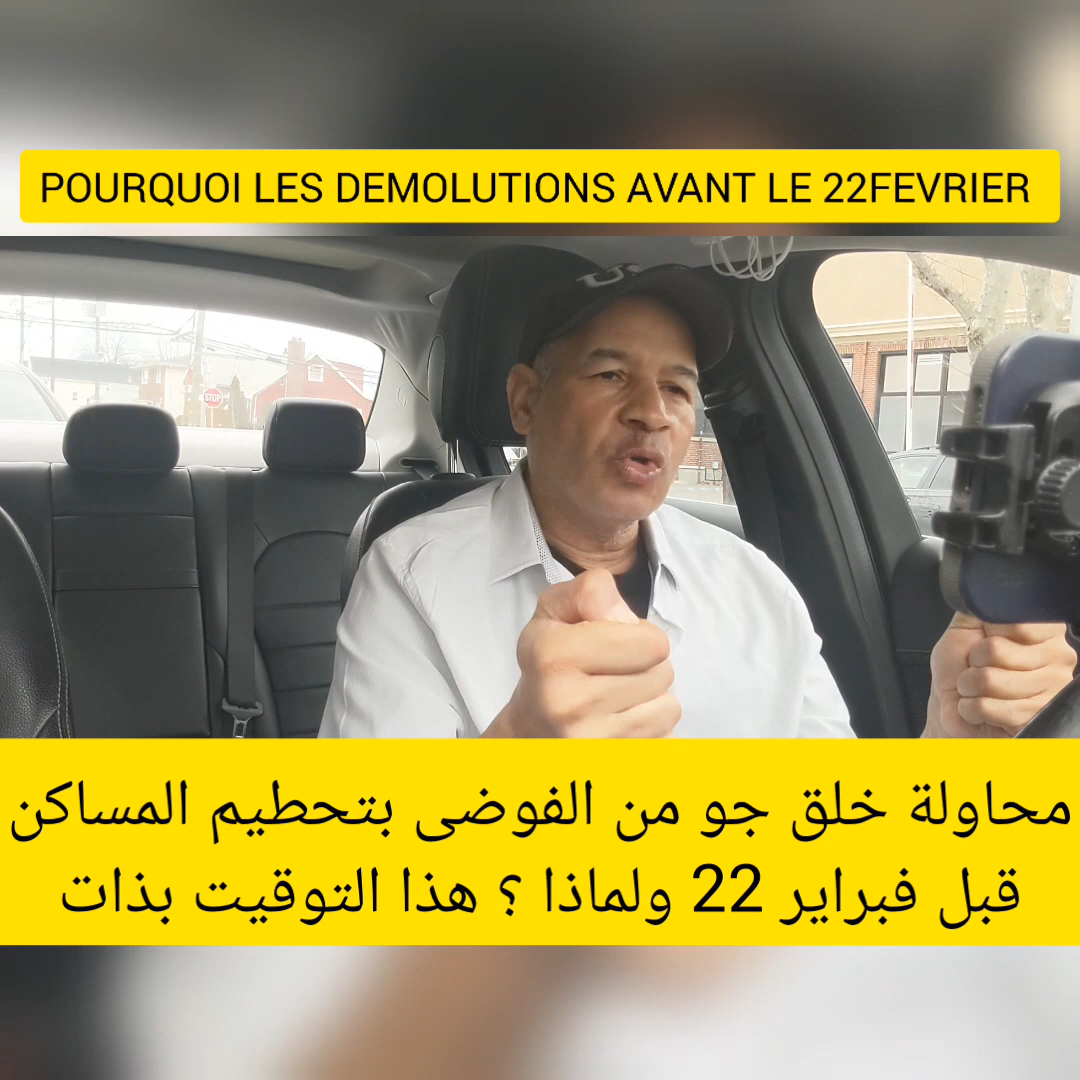 POURQUOI LES DEMOLUTIONS AVANT LE 22FEVRIER
STOP
محاولة خلق جو من الفوضى بتحطيم المساكن
قبل فبراير 22 ولماذا ؟ هذا التوقيت بذات